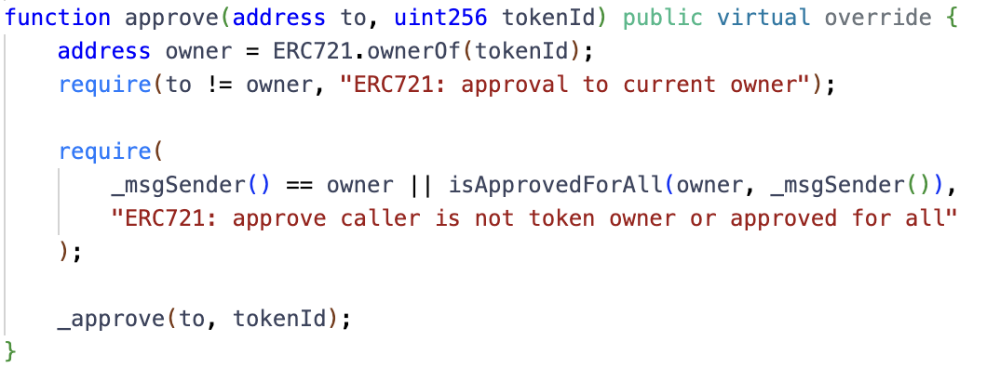 function approve(address to, uint256 tokenId) public virtual override {
    address owner = ERC721.ownerOf(tokenId);
    require(to != owner, "ERC721: approval to current owner");

    require(
        _msgSender() == owner || isApprovedForAll(owner, _msgSender()),
        "ERC721: approve caller is not token owner or approved for all"
    );

    _approve(to, tokenId);
}